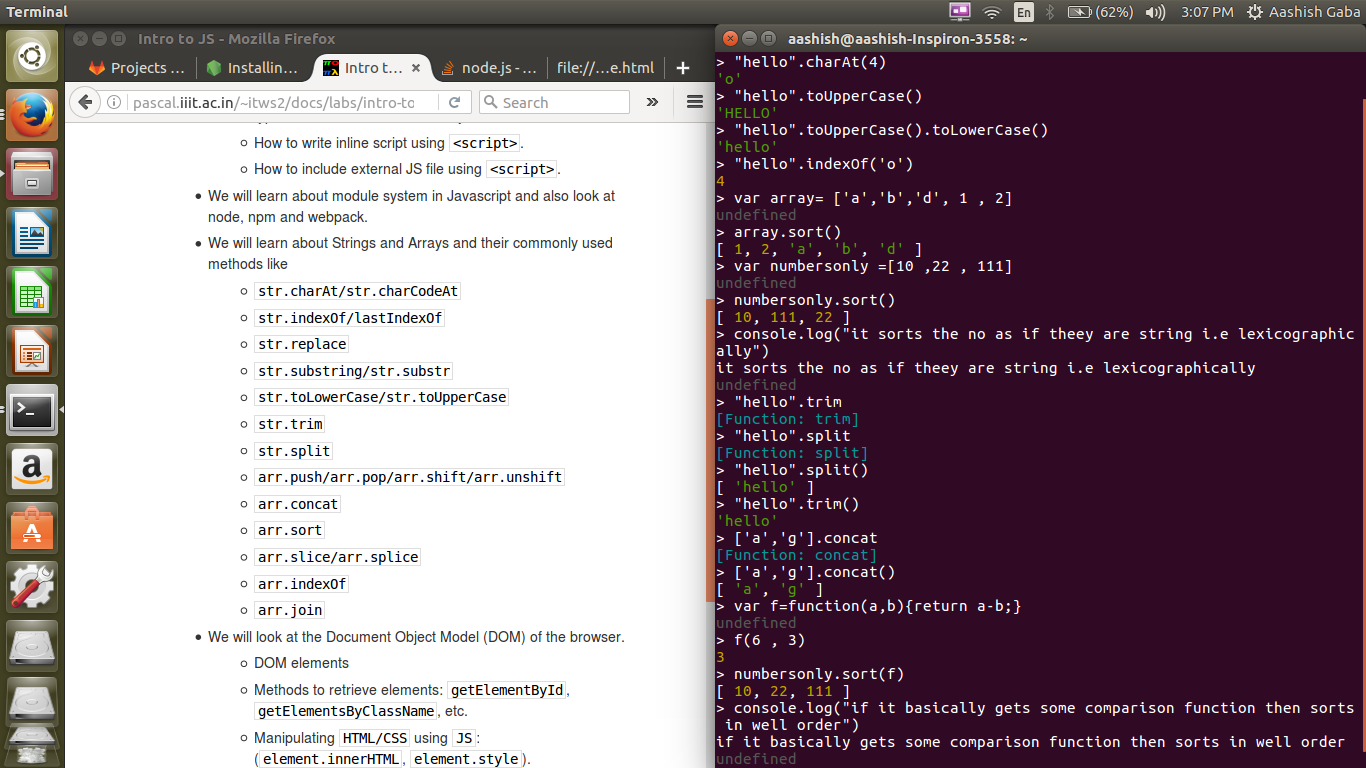 Terminal
En
(62%)
3:07 PM
Aashish Gaba
Intro to JS - Mozilla Firefox
Projects ...
Installin...
Intro t...
node.js - ...
file://...e.html
pascal.iiit.ac.in/~itws2/docs/labs/intro-to
Search
How to write inline script using <script>.
How to include external JS file using <script>.
We will learn about module system in Javascript and also look at
node, npm and webpack.
We will learn about Strings and Arrays and their commonly used
methods like
str.charAt/str.charCodeAt
str.indexOf/lastIndexOf
str.replace
str.substring/str.substr
str.toLowerCase/str.toUpperCase
str.trim
str.split
arr.push/arr.pop/arr.shift/arr.unshift
arr.concat
arr.sort
arr.slice/arr.splice
arr.indexOf
arr.join
We will look at the Document Object Model (DOM) of the browser.
DOM elements
Methods to retrieve elements: getElementById,
getElementsByClassName, etc.
Manipulating HTML/CSS using JS:
(element.innerHTML, element.style).
aashish@aashish-Inspiron-3558: ~
> "hello".charAt(4)
'o'
> "hello".toUpperCase()
'HELLO'
> "hello".toUpperCase().toLowerCase()
'hello'
> "hello".indexOf('o')
4
> var array= ['a','b','d', 1 , 2]
undefined
> array.sort()
[ 1, 2, 'a', 'b', 'd' ]
> var numbersonly =[10 ,22 , 111]
undefined
> numbersonly.sort()
[ 10, 111, 22 ]
> console.log("it sorts the no as if theey are string i.e lexicographic
ally")
it sorts the no as if theey are string i.e lexicographically
undefined
> "hello".trim
[Function: trim]
> "hello".split
[Function: split]
> "hello".split()
[ 'hello' ]
> "hello".trim()
'hello'
> ['a','g'].concat
[Function: concat]
> ['a','g'].concat()
[ 'a', 'g' ]
> var f=function(a,b){return a-b;}
undefined
> f(6 , 3)
3
> numbersonly.sort(f)
[ 10, 22, 111 ]
> console.log("if it basically gets some comparison function then sorts
in well order")
if it basically gets some comparison function then sorts in well order
undefined